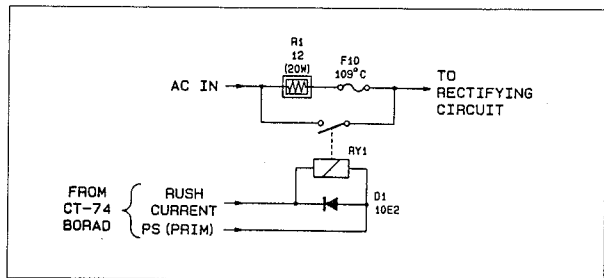 R1
12
(20W)
F10
109°C
AC IN
TO
RECTIFYING
CIRCUIT
RY1
FROM
CT-74
BORAD
RUSH
CURRENT
PS (PRIM)
D1
10E2